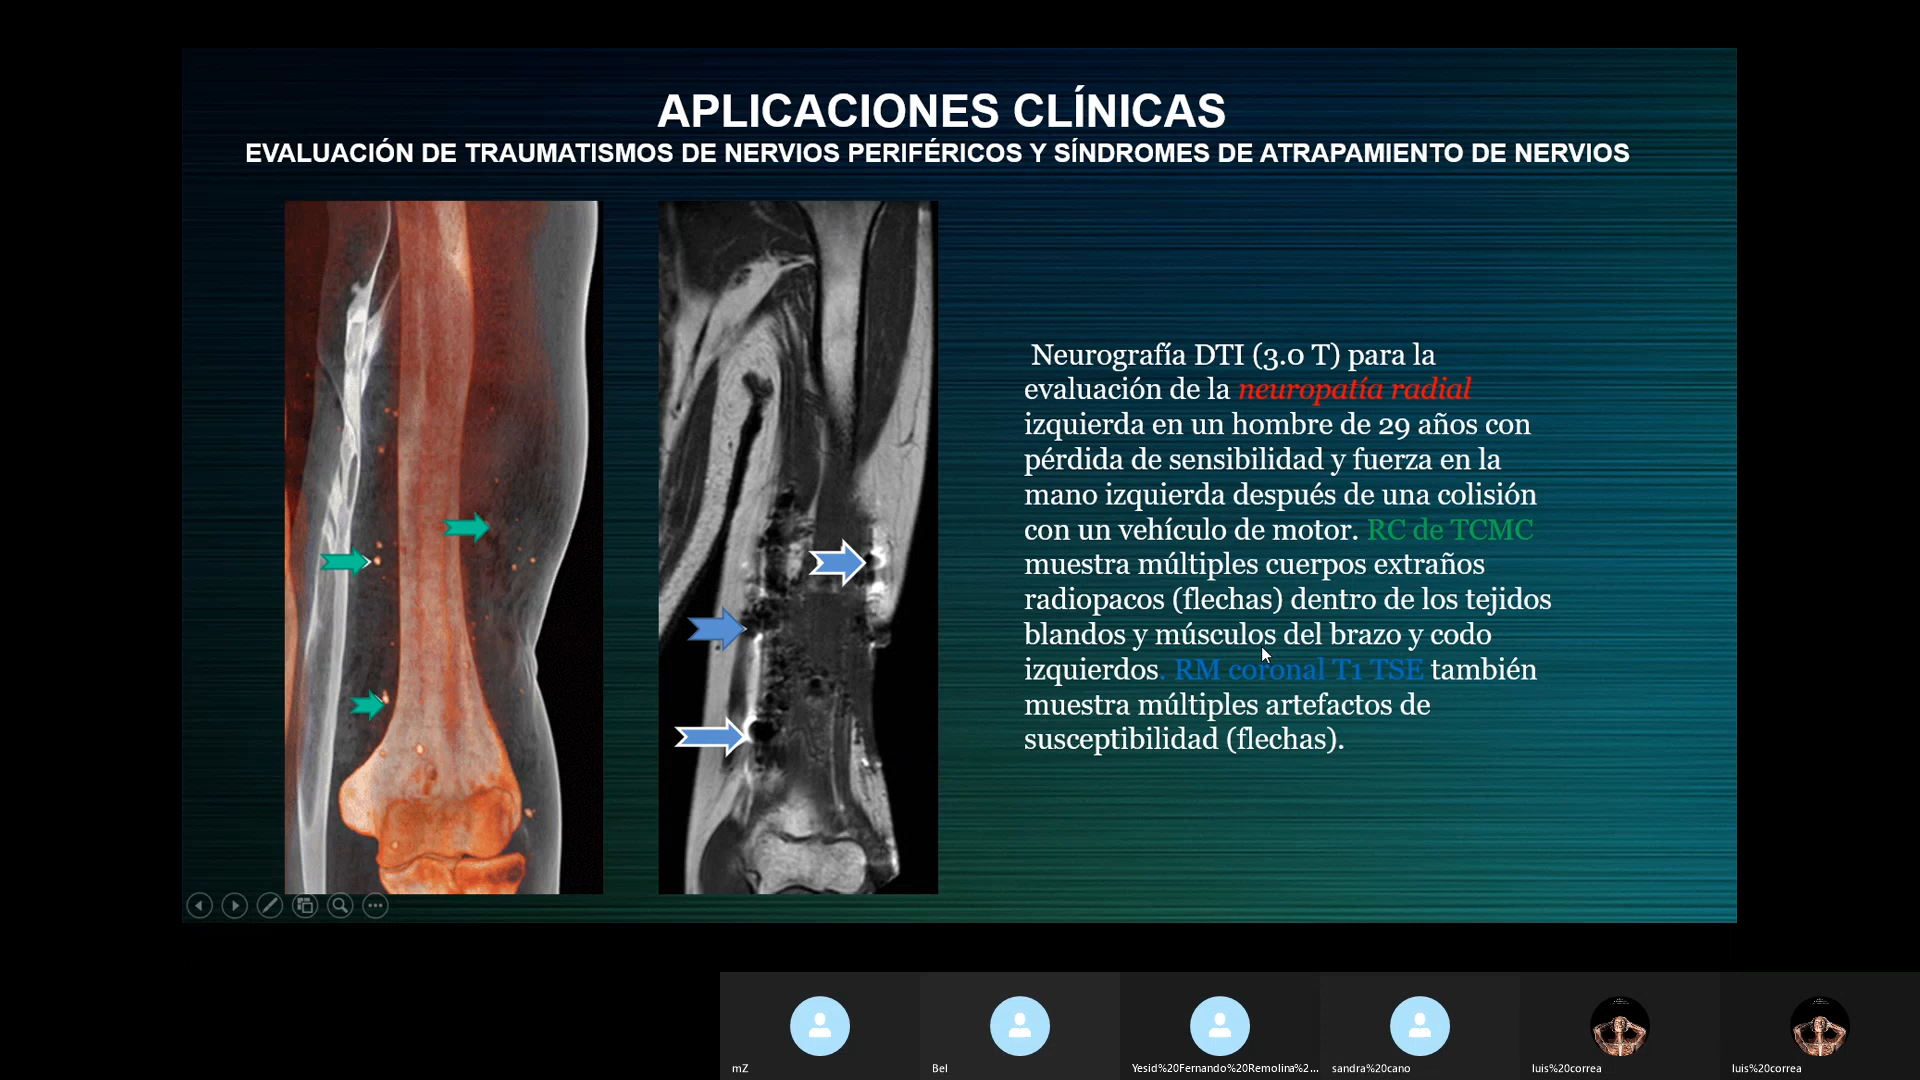 APLICACIONES CLÍNICAS
EVALUACIÓN DE TRAUMATISMOS DE NERVIOS PERIFÉRICOS Y SÍNDROMES DE ATRAPAMIENTO DE NERVIOS
Neurografía DTI (3.0 T) para la
evaluación de la neuropatía radial
izquierda en un hombre de 29 años con
pérdida de sensibilidad y fuerza en la
mano izquierda después de una colisión
con un vehículo de motor. RC de TCMC
muestra múltiples cuerpos extraños
radiopacos (flechas) dentro de los tejidos
blandos y músculos del brazo y codo
izquierdos. RM coronal T1 TSE también
muestra múltiples artefactos de
susceptibilidad (flechas).
mZ
Bel
Yesid%20Fernando%20Remolina%2...
sandra%20cano
luis%20correa
luis%20correa